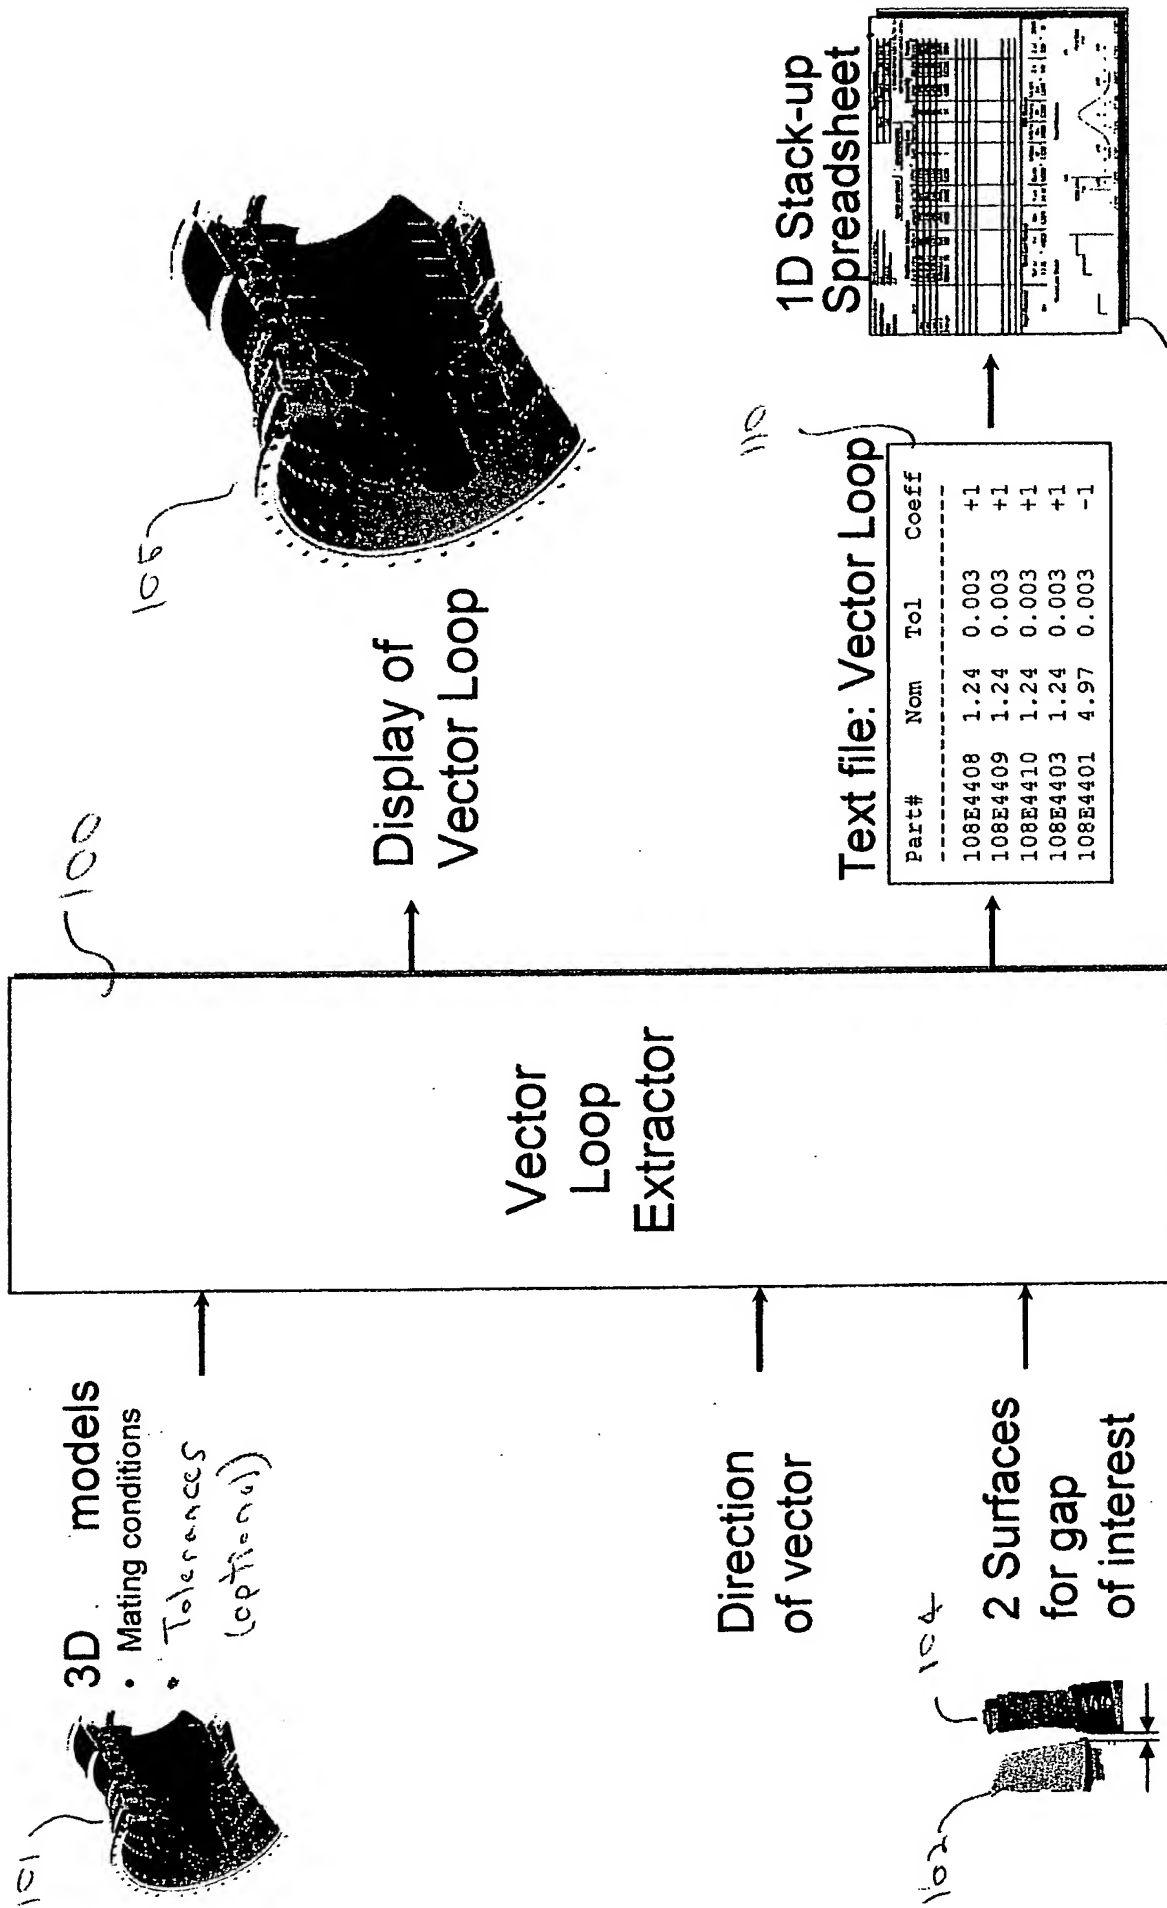 101
3D models
• Mating conditions
• Tolerances
(optional)
Direction
of vector
102
104
2 Surfaces
for gap
of interest
100
Vector
Loop
Extractor
106
Display of
Vector Loop
Text file: Vector Loop
110
Part# Nom Tol Coeff
------------------------------
108E4408 1.24 0.003 +1
108E4409 1.24 0.003 +1
108E4410 1.24 0.003 +1
108E4403 1.24 0.003 +1
108E4401 4.97 0.003 -1
1D Stack-up
Spreadsheet